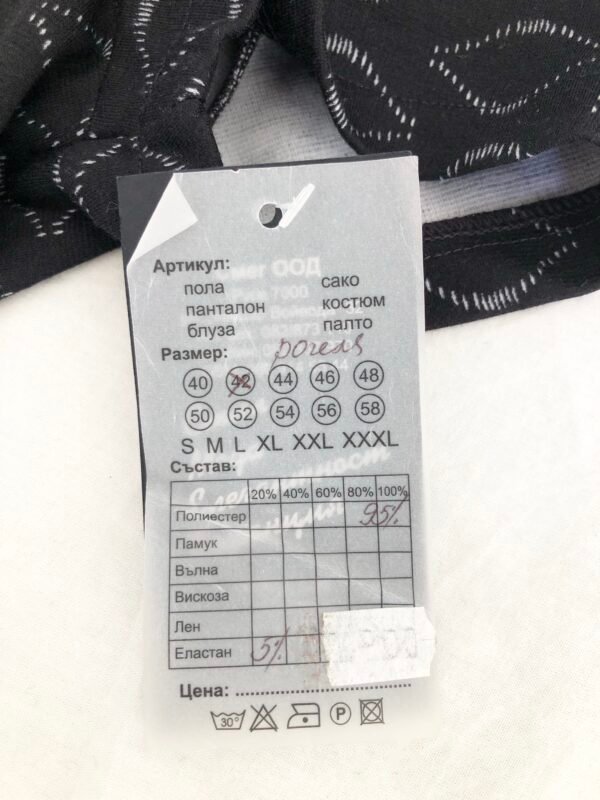 Артикул:
пола сако
панталон костюм
блуза палто
Размер: рокля
40 42 44 46 48
50 52 54 56 58
S M L XL XXL XXXL
Състав:
20% 40% 60% 80% 100%
Полиестер 95%
Памук
Вълна
Вискоза
Лен
Еластан 5%
Цена:
30° P